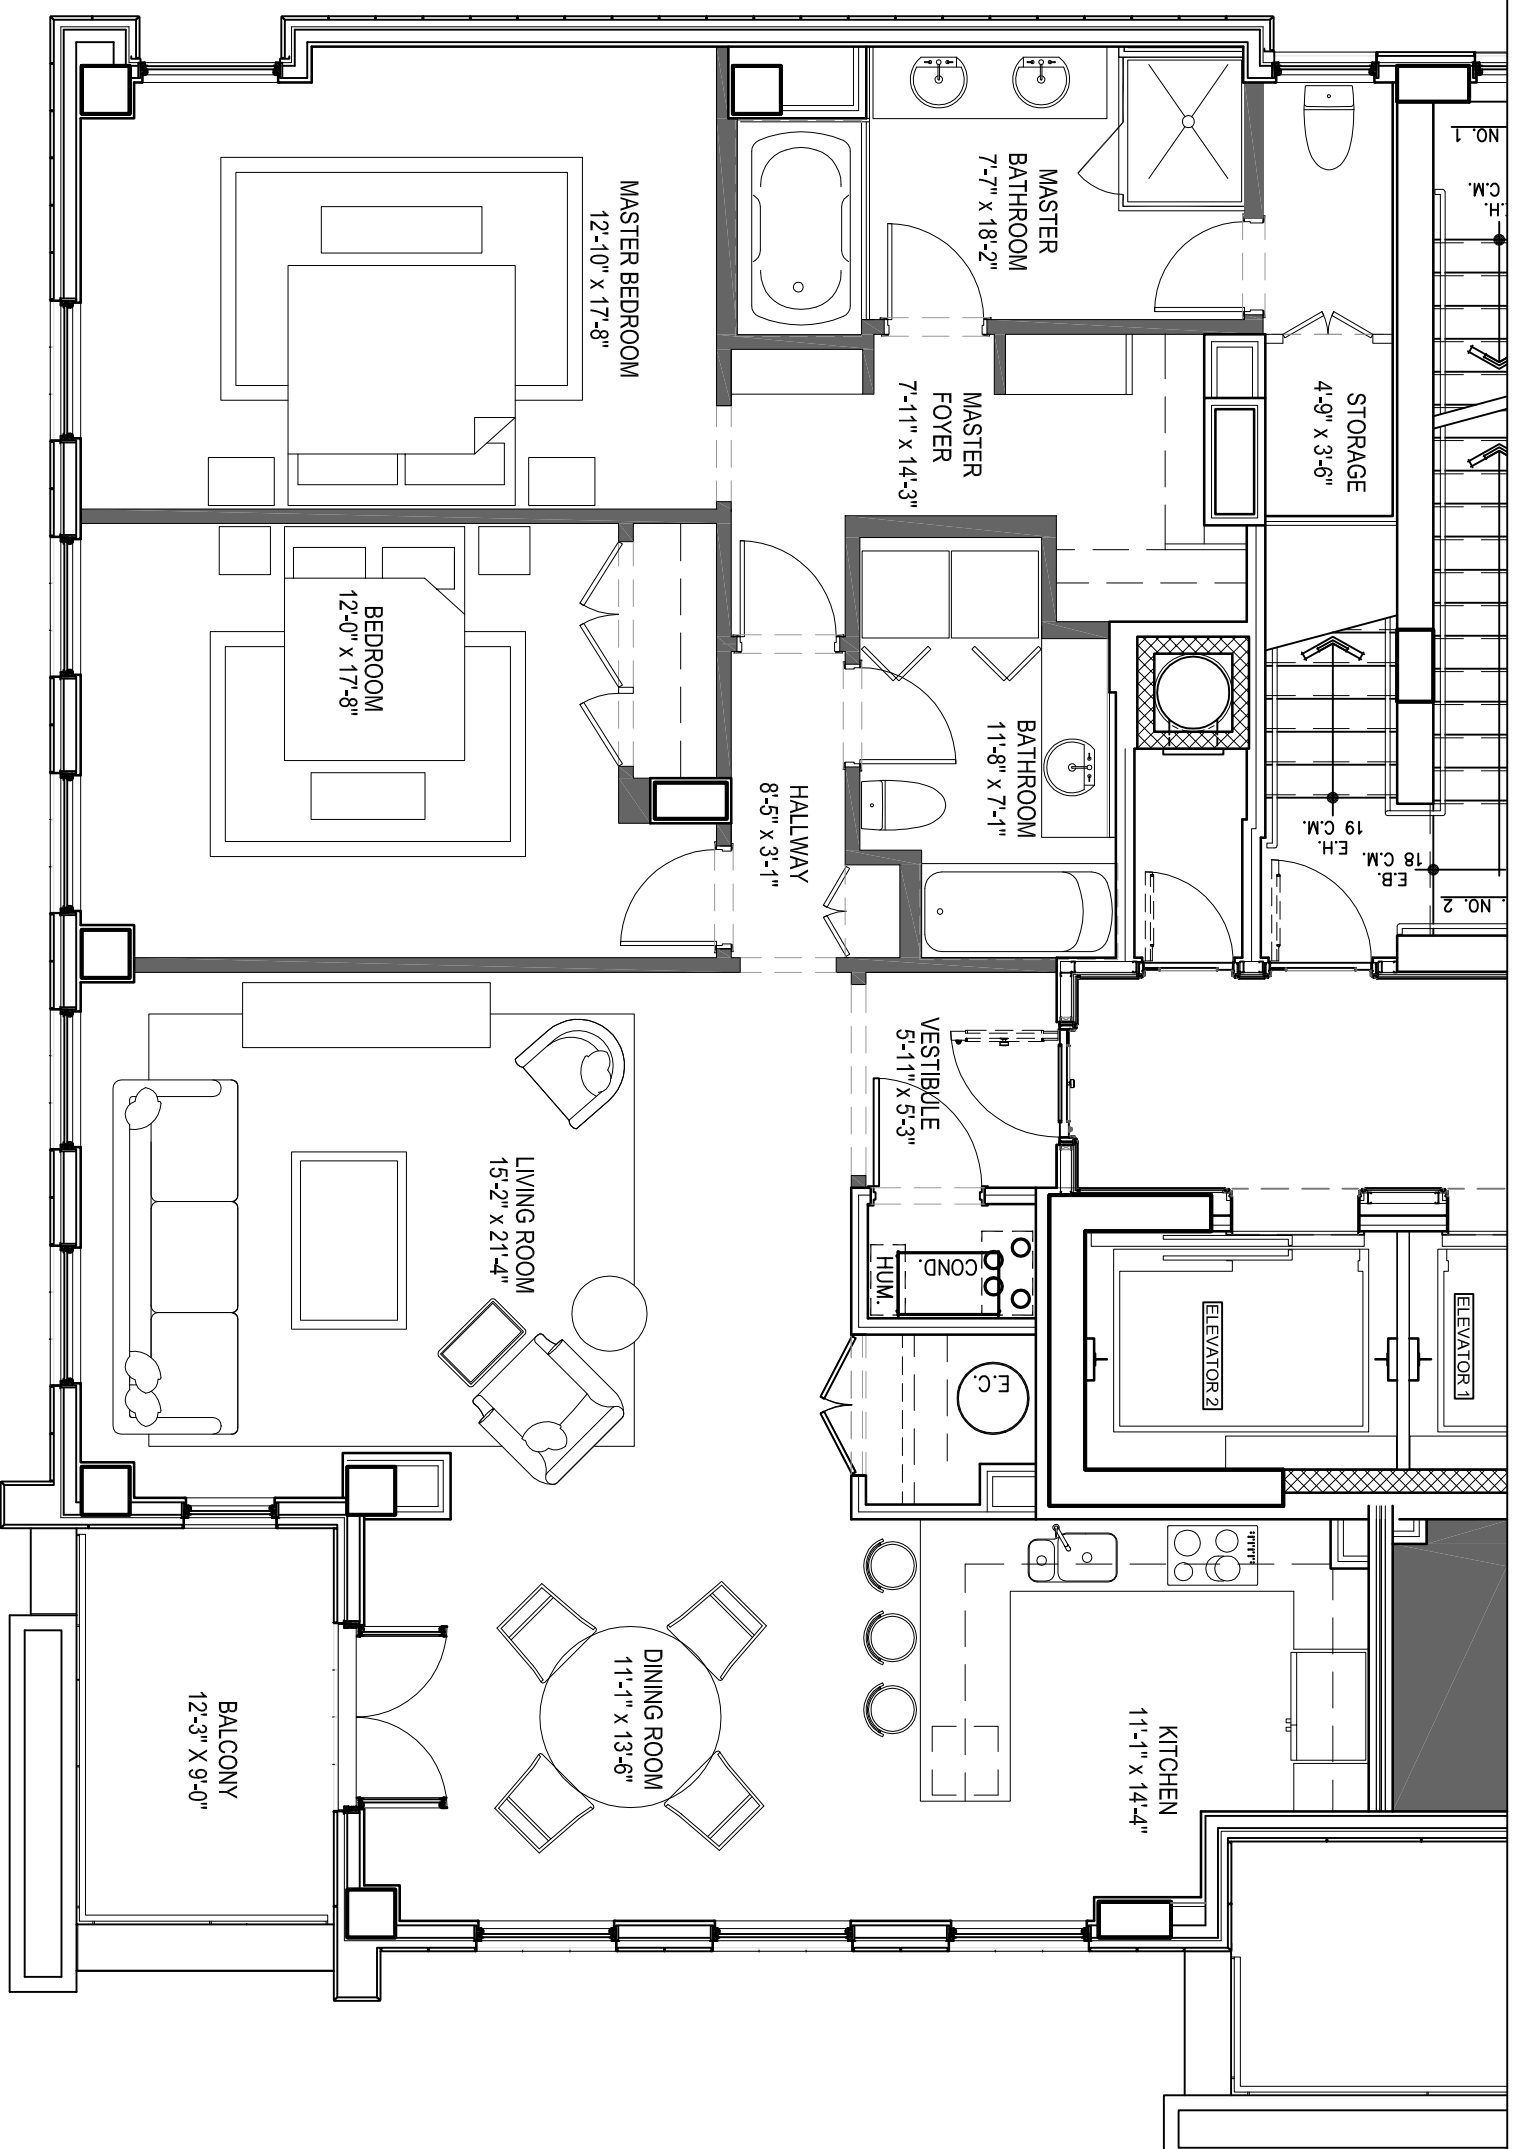 MASTER BEDROOM
12'-10" x 17'-8"
MASTER
BATHROOM
7'-7" x 18'-2"
STORAGE
4'-9" x 3'-6"
MASTER
FOYER
7'-11" x 14'-3"
BEDROOM
12'-0" x 17'-8"
BATHROOM
11'-8" x 7'-1"
HALLWAY
8'-5" x 3'-1"
VESTIBULE
5'-11" x 5'-3"
LIVING ROOM
15'-2" x 21'-4"
HUM.
COND.
E.C.
ELEVATOR 2
ELEVATOR 1
DINING ROOM
11'-1" x 13'-6"
KITCHEN
11'-1" x 14'-4"
BALCONY
12'-3" X 9'-0"
NO. 1
.H.
C.M.
E.H.
19 C.M.
E.B.
18 C.M.
. NO. 2